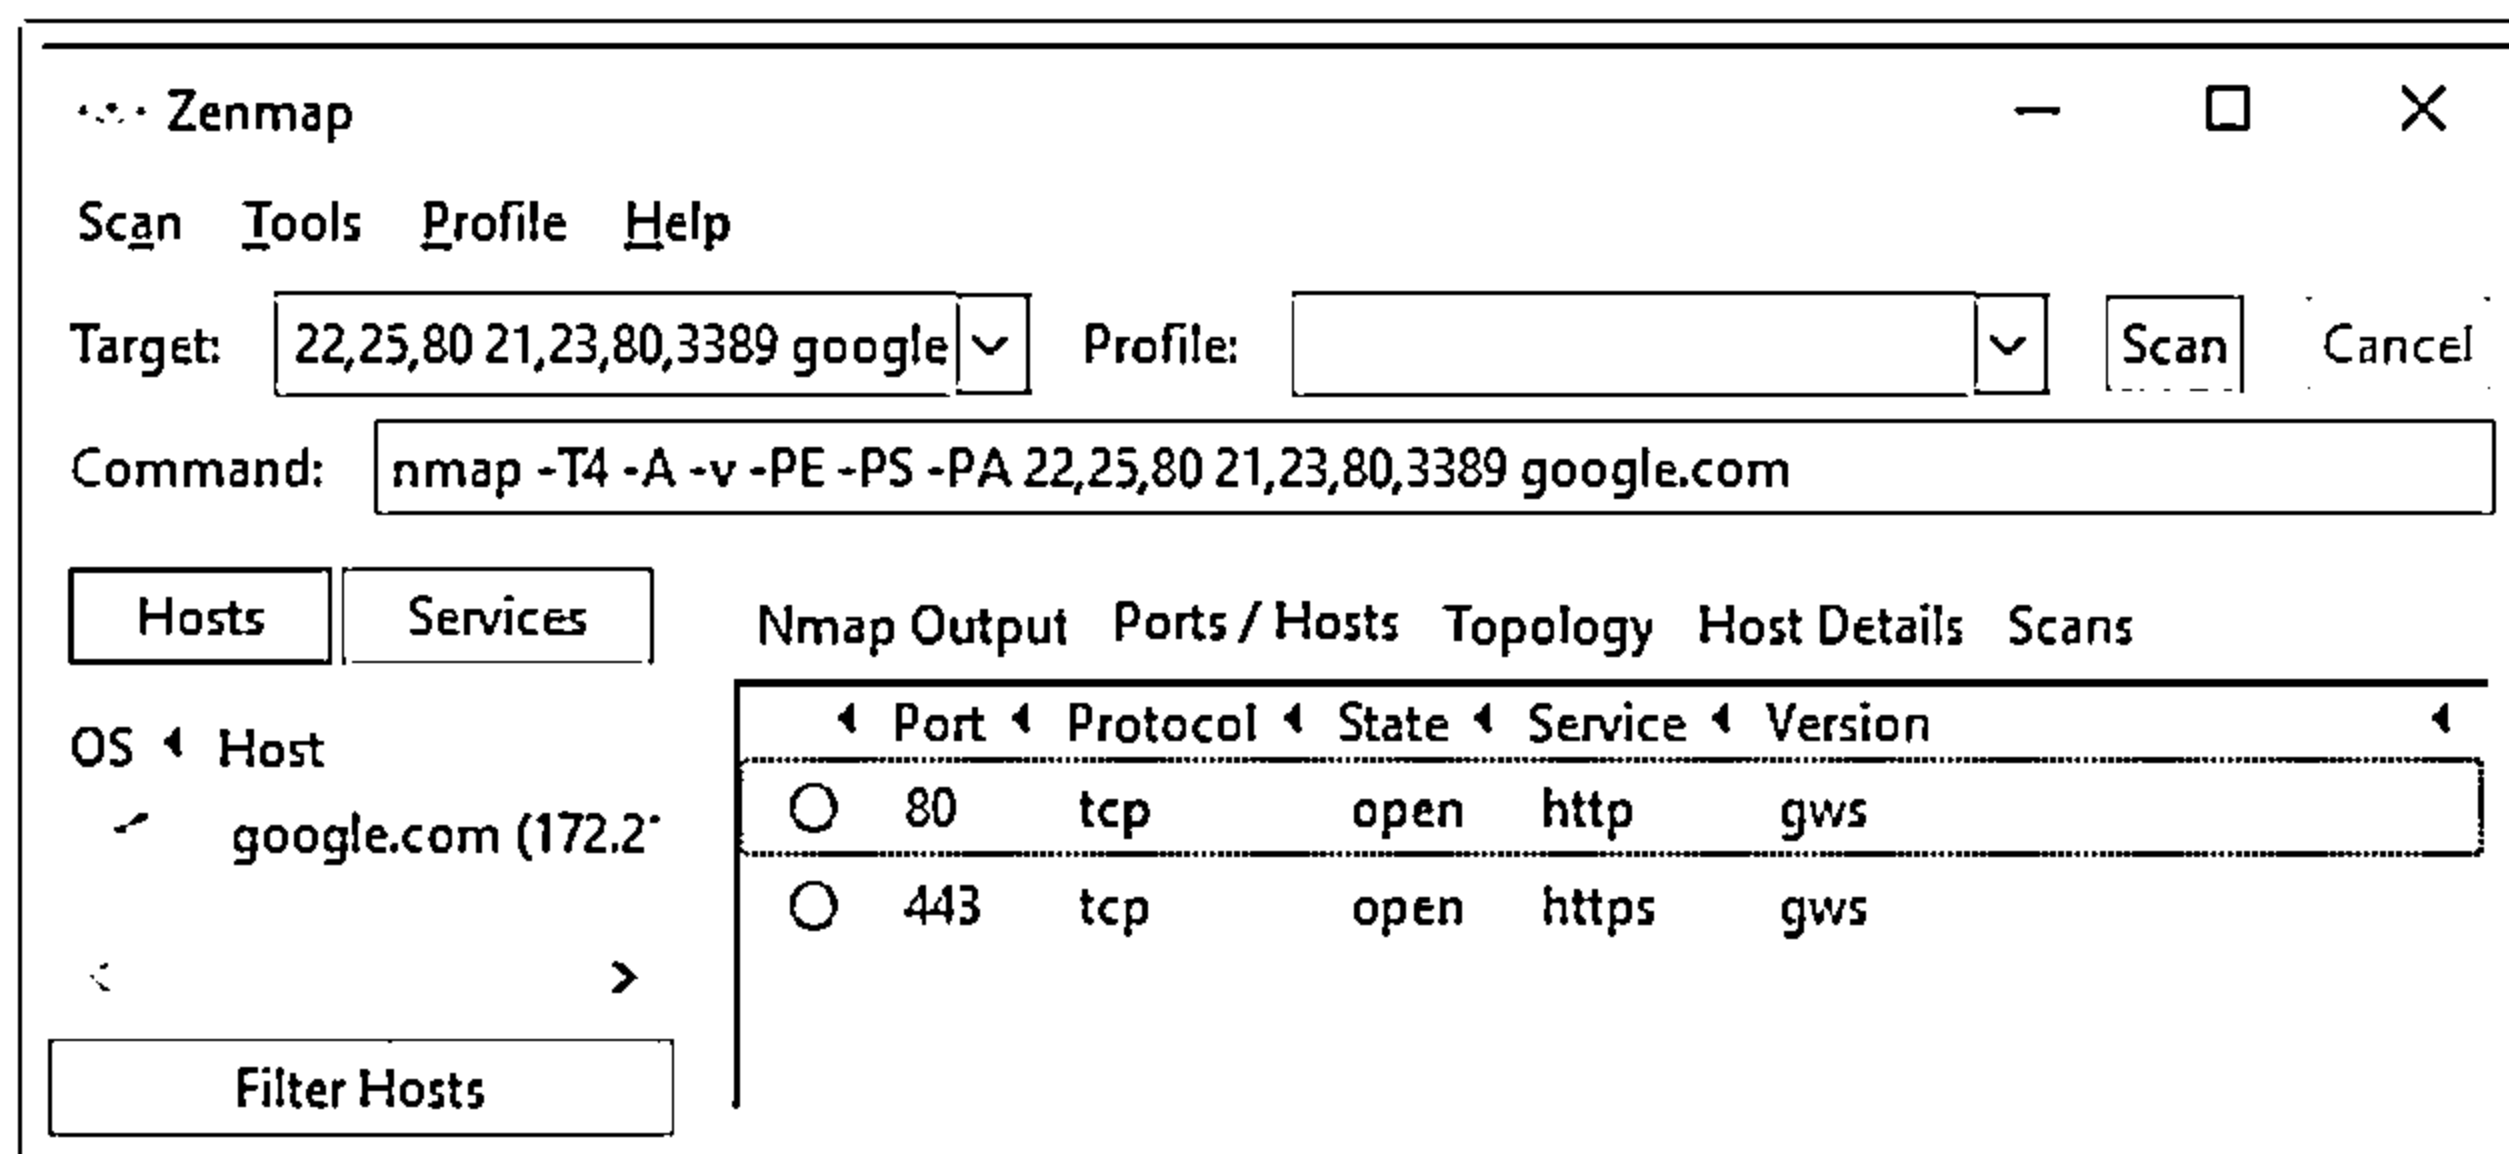 Zenmap
Scan Tools Profile Help
Target: 22,25,80 21,23,80,3389 google Profile: Scan Cancel
Command: nmap -T4 -A -v -PE -PS -PA 22,25,80 21,23,80,3389 google.com
Hosts Services Nmap Output Ports / Hosts Topology Host Details Scans
OS Host Port Protocol State Service Version
80 tcp open http gws
google.com (172.2
443 tcp open https gws
Filter Hosts